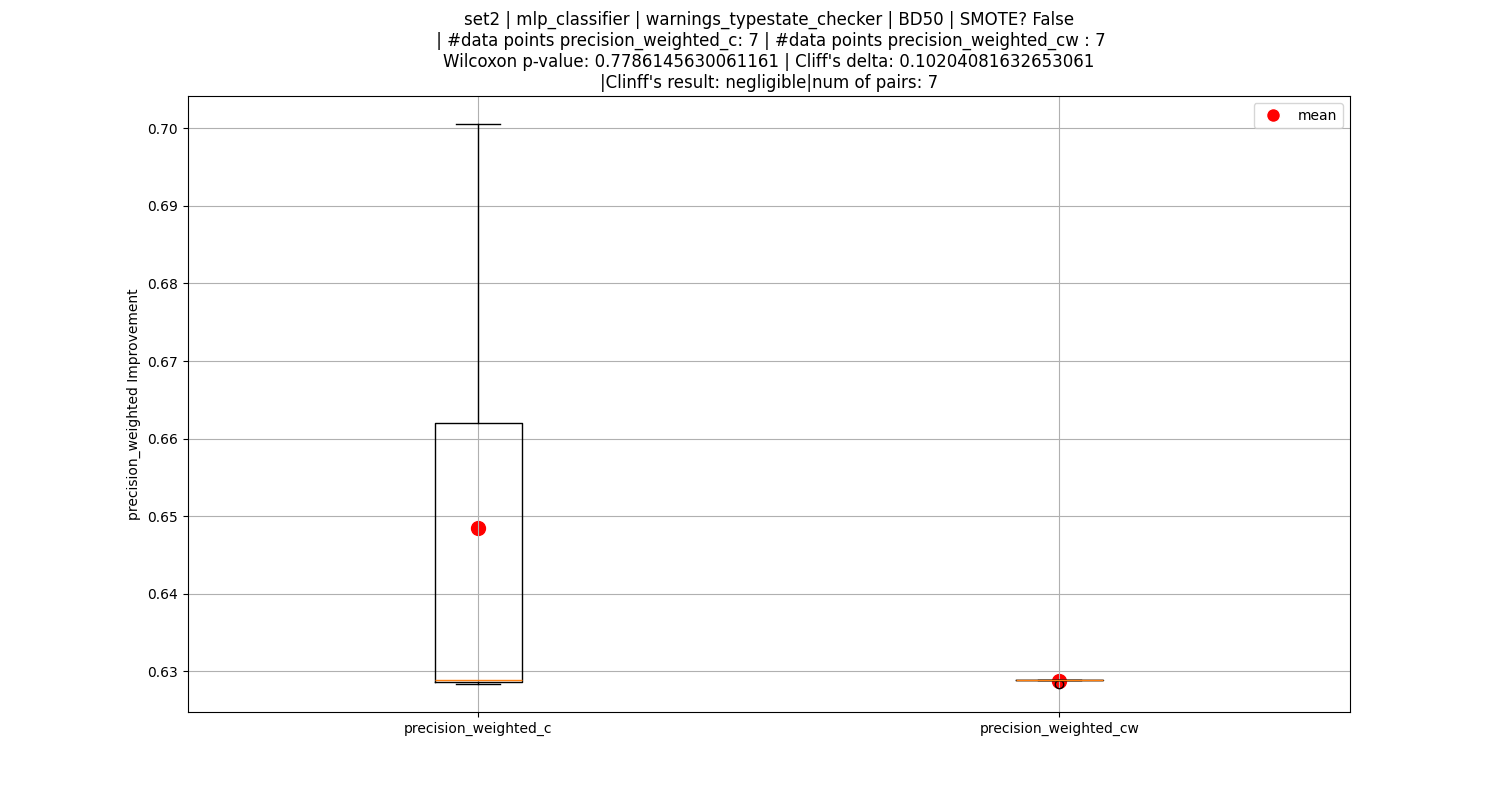 set2 | mlp_classifier | warnings_typestate_checker | BD50 | SMOTE? False
| #data points precision_weighted_c: 7 | #data points precision_weighted_cw : 7
Wilcoxon p-value: 0.7786145630061161 | Cliff's delta: 0.10204081632653061
|Clinff's result: negligible|num of pairs: 7
mean
0.70
0.69
0.68
0.67
0.66
0.65
0.64
0.63
precision_weighted Improvement
precision_weighted_c
precision_weighted_cw